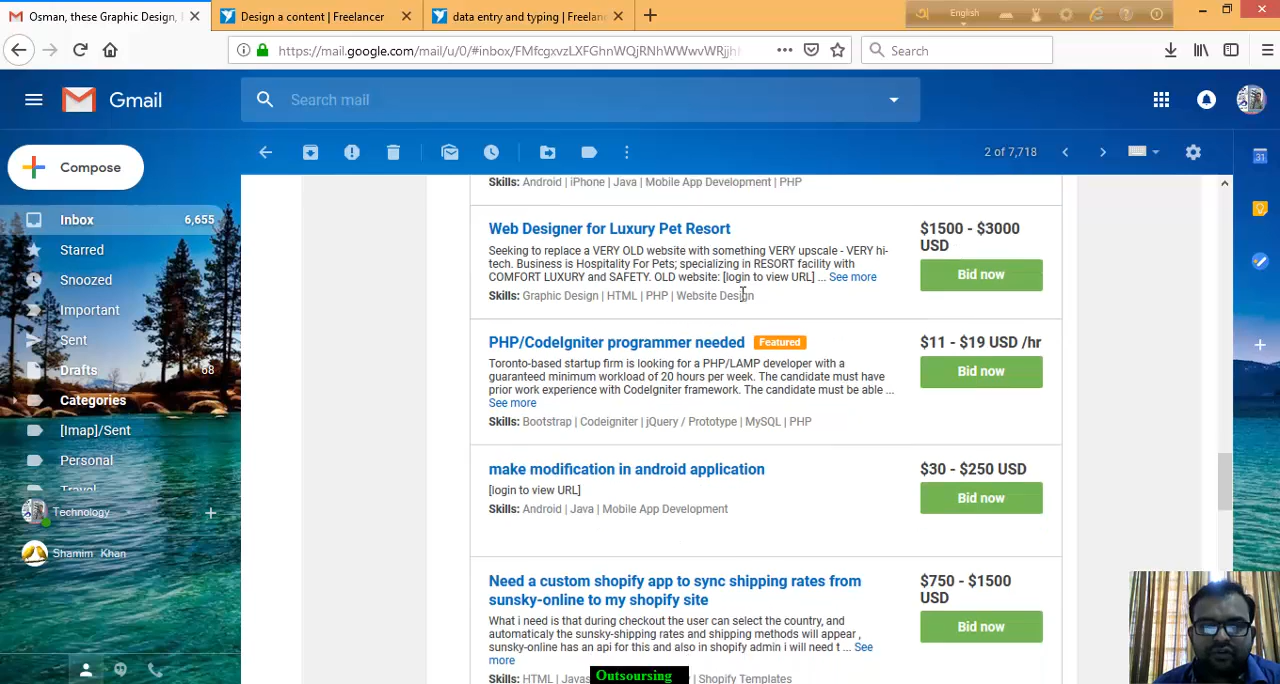 Osman, these Graphic Design,
Design a content | Freelancer
data entry and typing | Freelan
English
https://mail.google.com/mail/u/0/#inbox/FMfcgxvzLXFGhnWQjRNhWWvWRjjh
Search
Gmail
Search mail
Compose
2 of 7,718
Inbox 6,655
Starred
Snoozed
Important
Sent
Drafts 68
Categories
[Imap]/Sent
Personal
Travel
Technology
Shamim Khan
31
Skills: Android | iPhone | Java | Mobile App Development | PHP
Web Designer for Luxury Pet Resort
$1500 - $3000
USD
Seeking to replace a VERY OLD website with something VERY upscale - VERY hi-
tech. Business is Hospitality For Pets; specializing in RESORT facility with
COMFORT LUXURY and SAFETY. OLD website: [login to view URL] ... See more
Bid now
Skills: Graphic Design | HTML | PHP | Website Design
PHP/CodeIgniter programmer needed Featured
$11 - $19 USD /hr
Toronto-based startup firm is looking for a PHP/LAMP developer with a
guaranteed minimum workload of 20 hours per week. The candidate must have
prior work experience with CodeIgniter framework. The candidate must be able ...
See more
Bid now
Skills: Bootstrap | Codeigniter | jQuery / Prototype | MySQL | PHP
make modification in android application
$30 - $250 USD
[login to view URL]
Bid now
Skills: Android | Java | Mobile App Development
Need a custom shopify app to sync shipping rates from
sunsky-online to my shopify site
$750 - $1500
USD
What i need is that during checkout the user can select the country, and
automaticaly the sunsky-shipping rates and shipping methods will appear ,
sunsky-online has an api for this and also in shopify admin i will need t ... See
more
Bid now
Skills: HTML | Javas
| Shopify Templates
Outsoursing